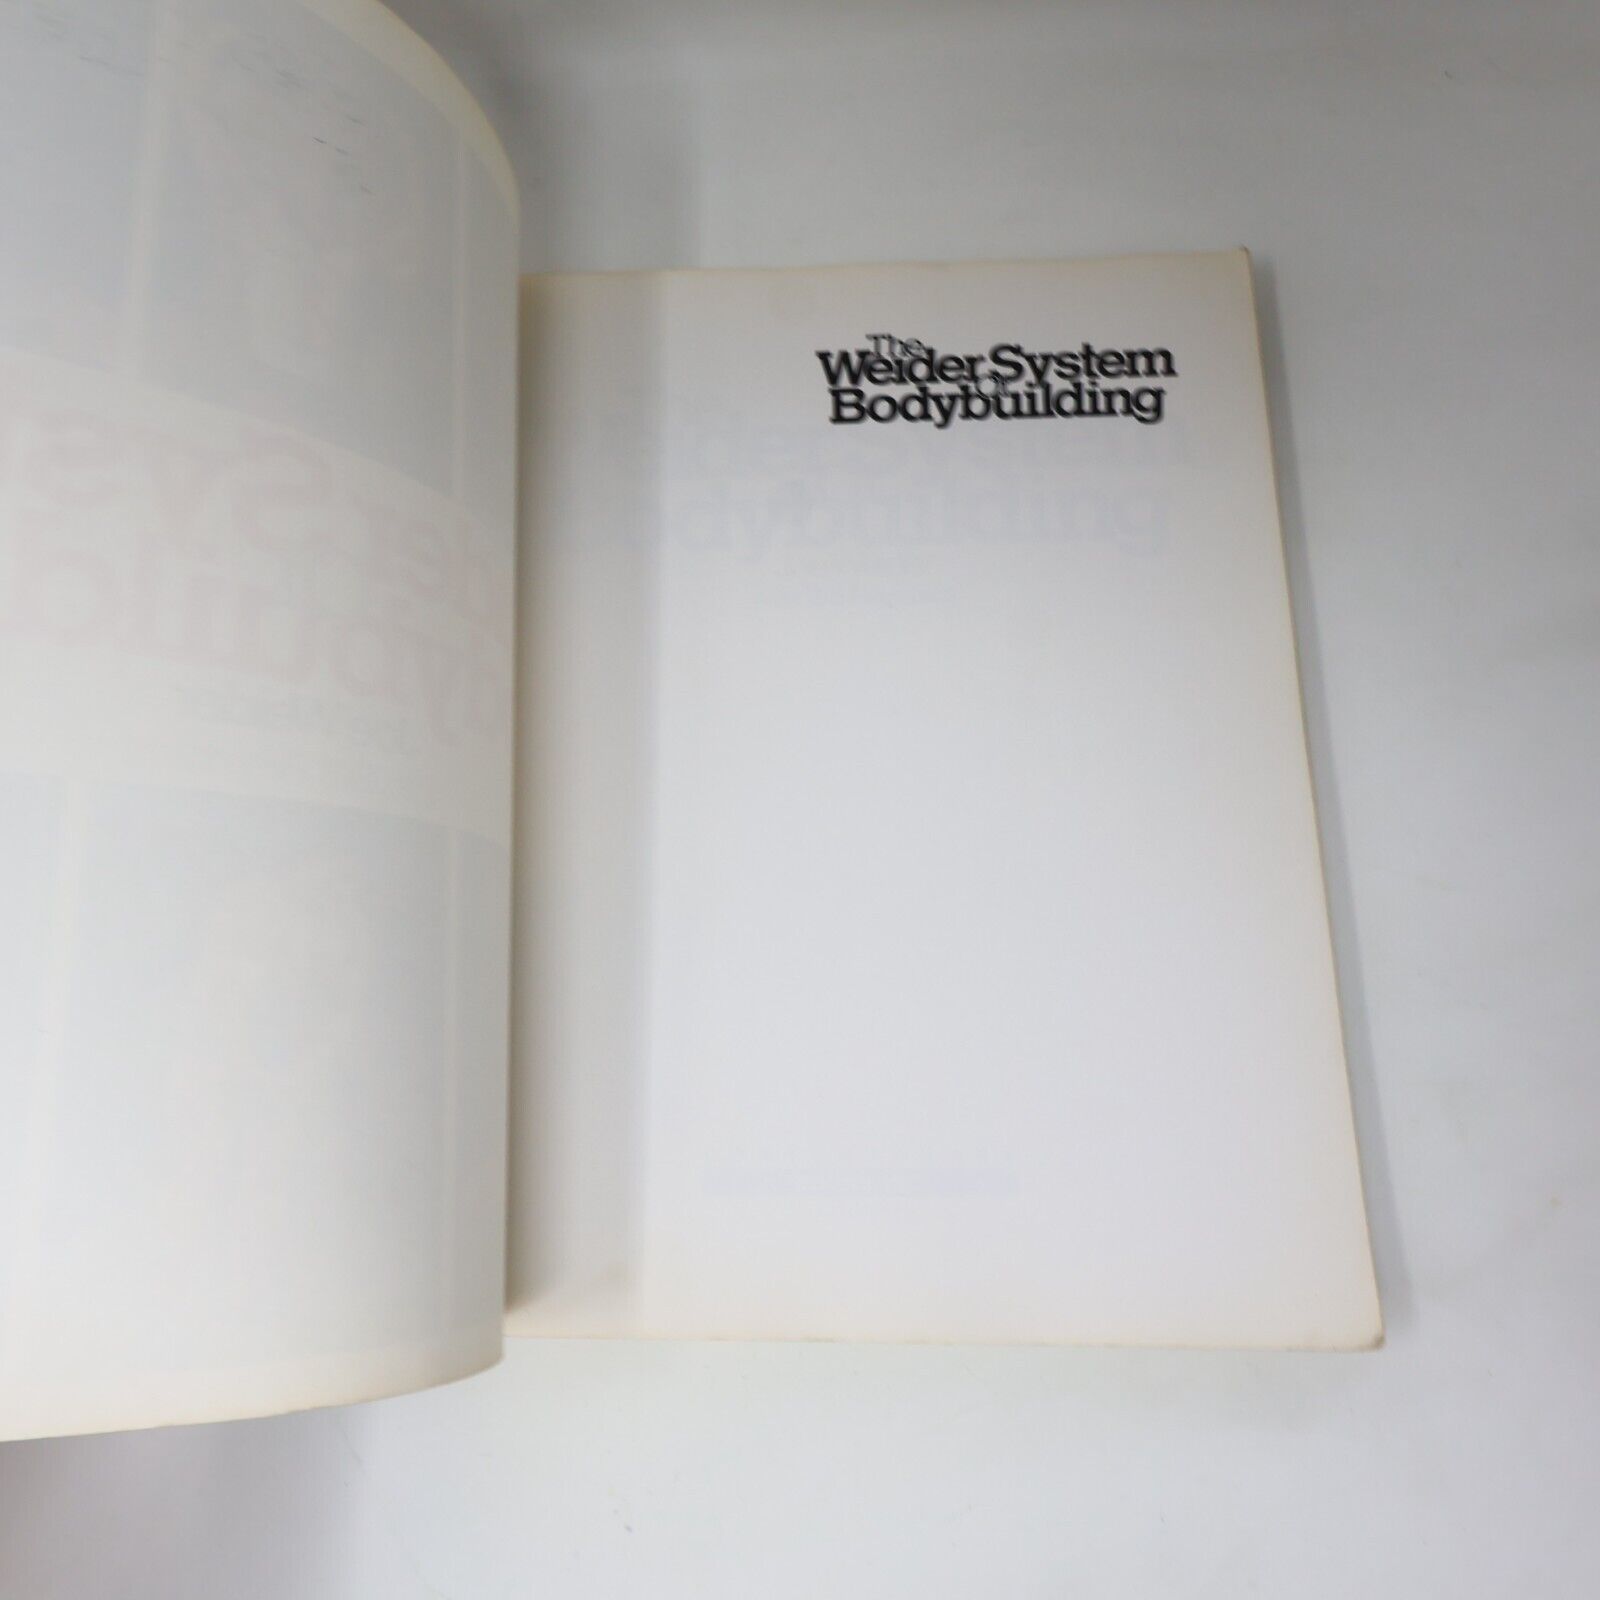 The
Weider System
of
Bodybuilding